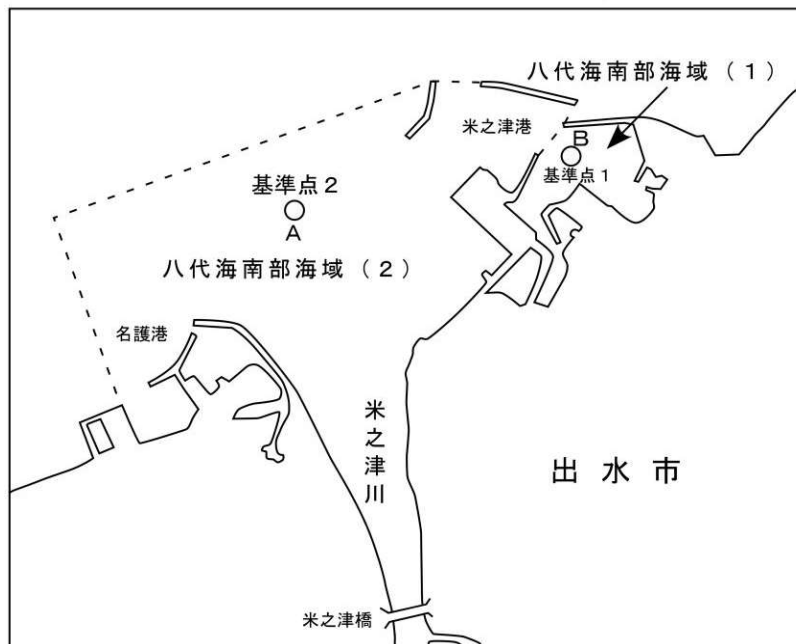 八代海南部海域（1）
米之津港
B
基準点1
基準点2
A
八代海南部海域（2）
名護港
米之津川
出水市
米之津橋